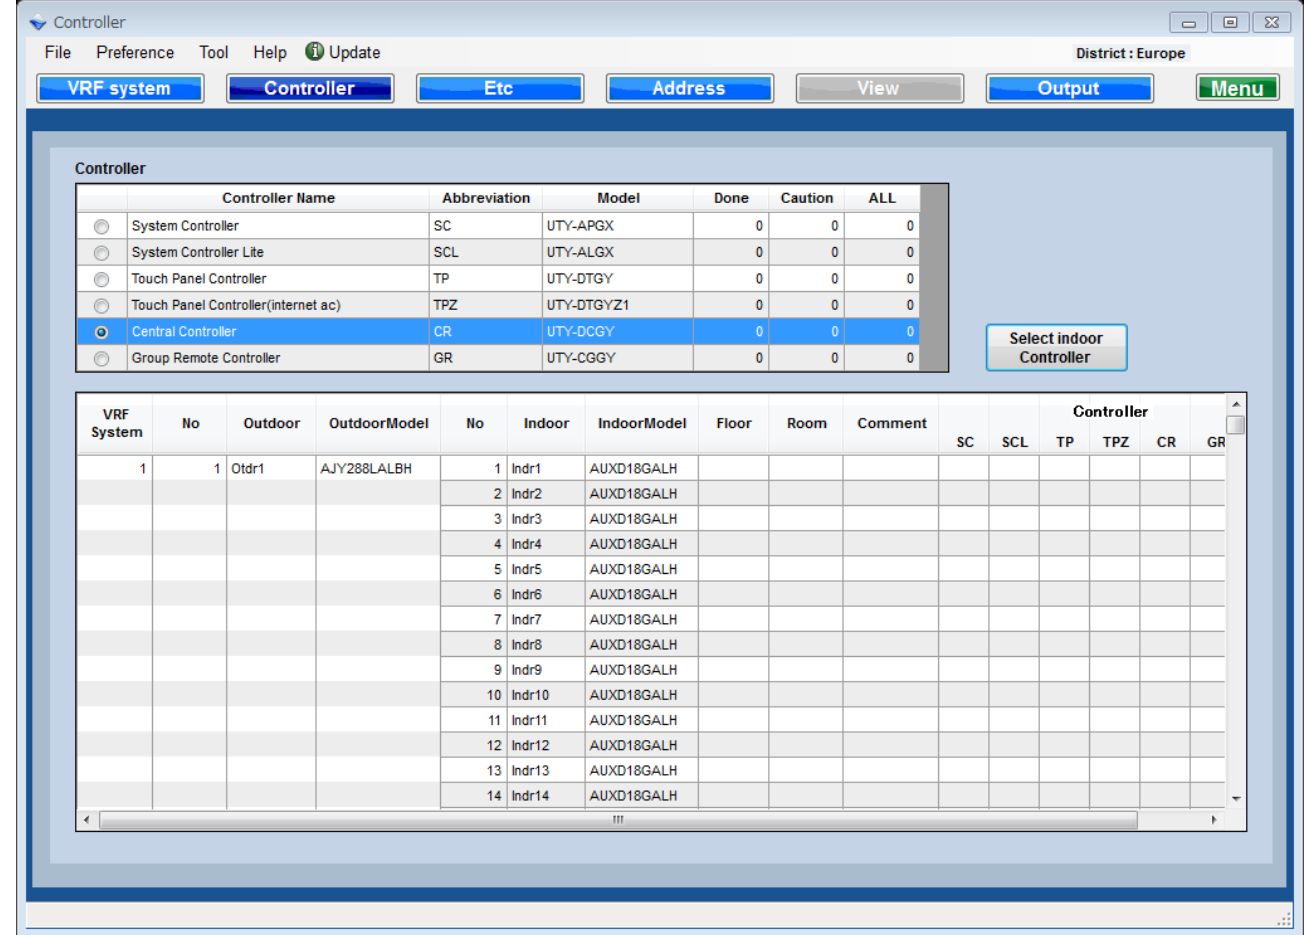 Controller
File Preference Tool Help Update District : Europe
VRF system Controller Etc Address View Output Menu
Controller
Controller Name Abbreviation Model Done Caution ALL
System Controller SC UTY-APGX 0 0 0
System Controller Lite SCL UTY-ALGX 0 0 0
Touch Panel Controller TP UTY-DTGY 0 0 0
Touch Panel Controller(internet ac) TPZ UTY-DTGYZ1 0 0 0
Central Controller CR UTY-DCGY 0 0 0
Group Remote Controller GR UTY-CGGY 0 0 0
Select indoor
Controller
VRF System No Outdoor OutdoorModel No Indoor IndoorModel Floor Room Comment Controller
SC SCL TP TPZ CR GR
1 1 Otdr1 AJY288LALBH 1 Indr1 AUXD18GALH
2 Indr2 AUXD18GALH
3 Indr3 AUXD18GALH
4 Indr4 AUXD18GALH
5 Indr5 AUXD18GALH
6 Indr6 AUXD18GALH
7 Indr7 AUXD18GALH
8 Indr8 AUXD18GALH
9 Indr9 AUXD18GALH
10 Indr10 AUXD18GALH
11 Indr11 AUXD18GALH
12 Indr12 AUXD18GALH
13 Indr13 AUXD18GALH
14 Indr14 AUXD18GALH